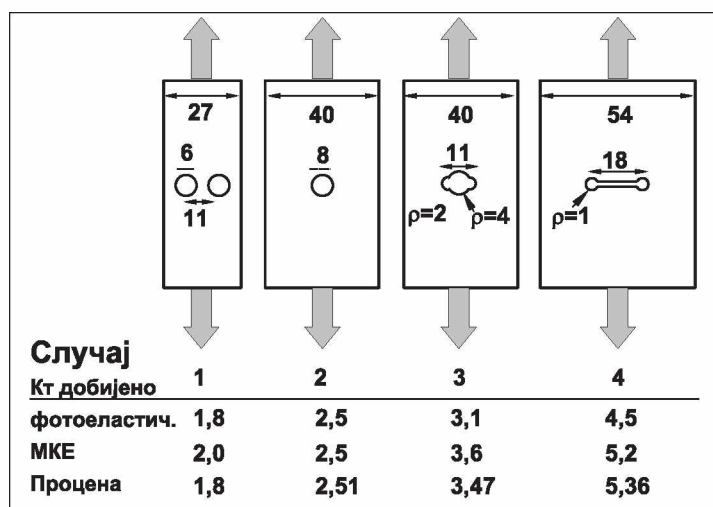 27 40 40 54
6 8 11 18
11 ρ=2 ρ=4 ρ=1
Случај 1 2 3 4
Кт добијено
фотоеластич. 1,8 2,5 3,1 4,5
МКЕ 2,0 2,5 3,6 5,2
Процена 1,8 2,51 3,47 5,36